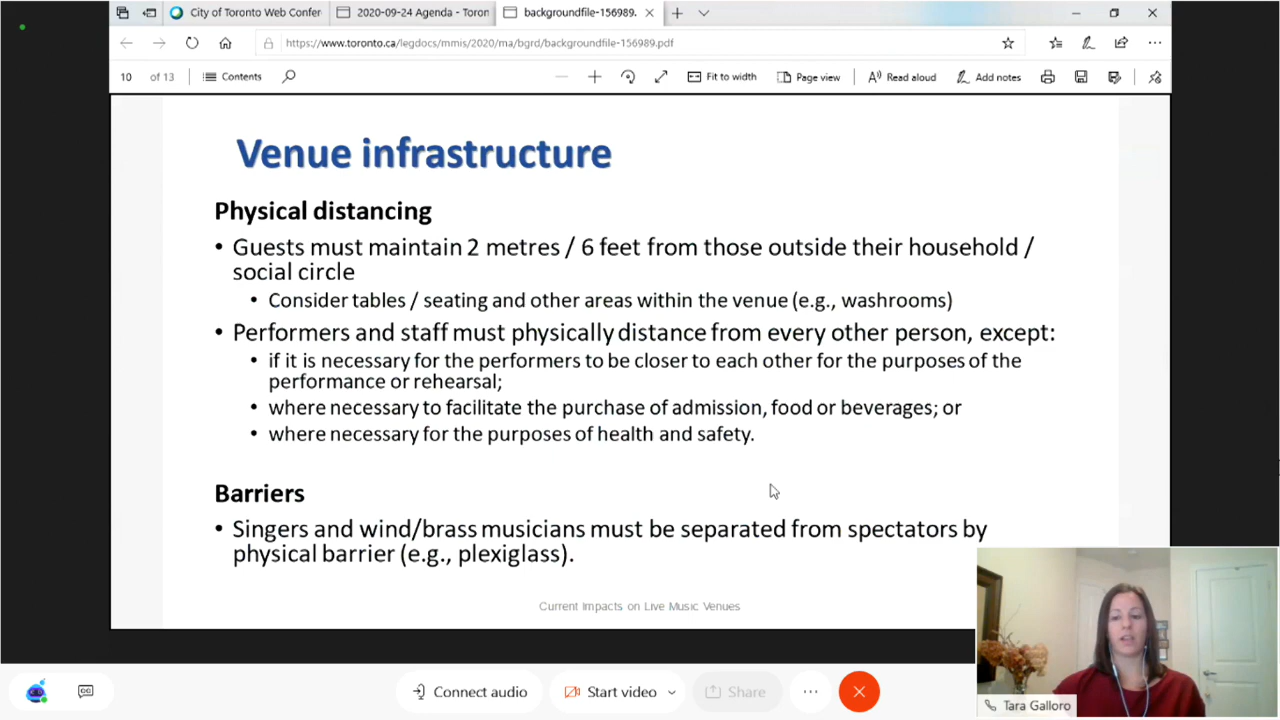 City of Toronto Web Confer
2020-09-24 Agenda - Toron
backgroundfile-156989.
https://www.toronto.ca/legdocs/mmis/2020/ma/bgrd/backgroundfile-156989.pdf
10 of 13
Contents
Fit to width
Page view
Read aloud
Add notes
Venue infrastructure
Physical distancing
• Guests must maintain 2 metres / 6 feet from those outside their household /
social circle
• Consider tables / seating and other areas within the venue (e.g., washrooms)
• Performers and staff must physically distance from every other person, except:
• if it is necessary for the performers to be closer to each other for the purposes of the
performance or rehearsal;
• where necessary to facilitate the purchase of admission, food or beverages; or
• where necessary for the purposes of health and safety.
Barriers
• Singers and wind/brass musicians must be separated from spectators by
physical barrier (e.g., plexiglass).
Current Impacts on Live Music Venues
Tara Galloro
Connect audio
Start video
Share